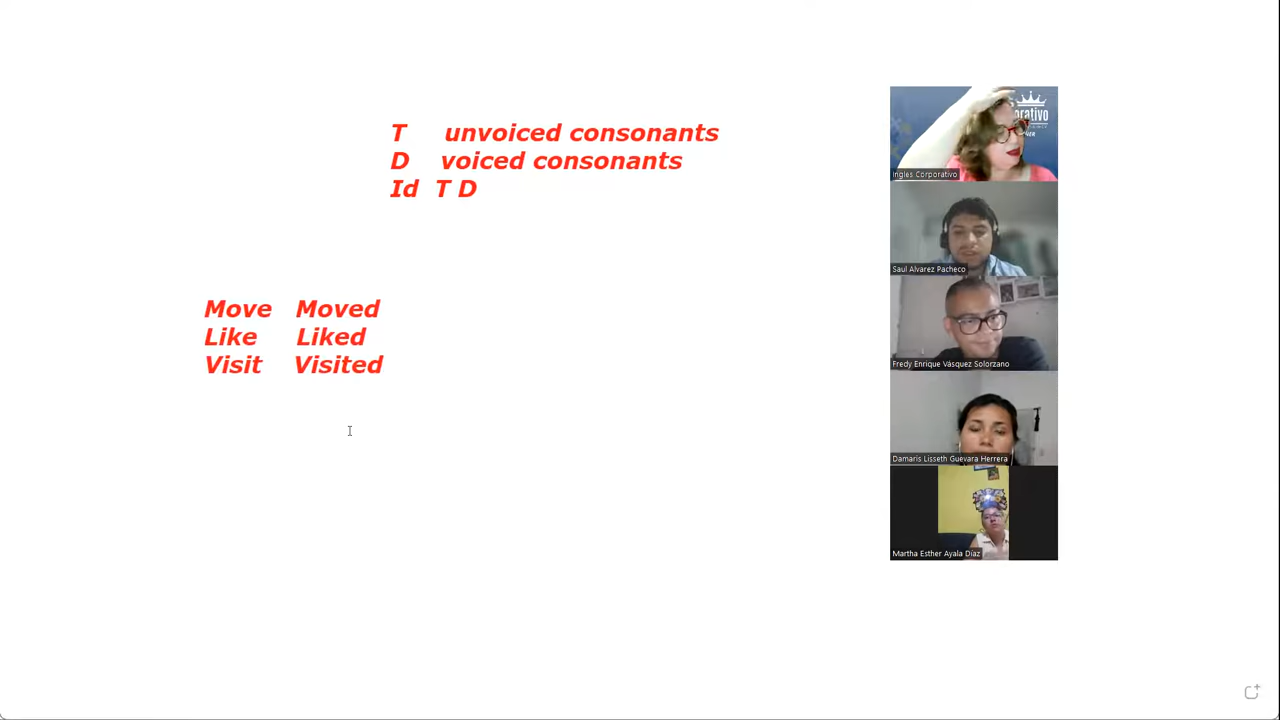 T unvoiced consonants
D voiced consonants
Id T D
Move Moved
Like Liked
Visit Visited
orativo
Ingles Corporativo
Saul Alvarez Pacheco
Fredy Enrique Vásquez Solorzano
Damaris Lisseth Guevara Herrera
Martha Esther Ayala Díaz